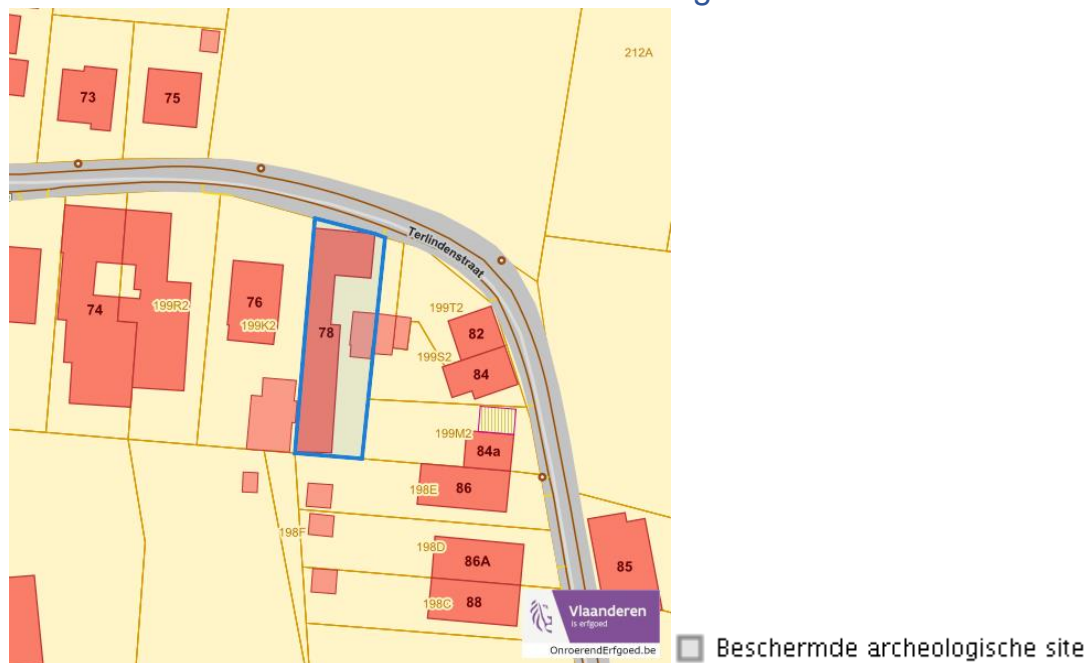 212A
73
75
Terlindenstraat
74
199R2
76
199K2
78
199T2
82
199S2
84
199M2
84a
198E
86
198F
198D
86A
85
198C
88
Vlaanderen
is erfgoed
OnroerendErfgoed.be
Beschermde archeologische site